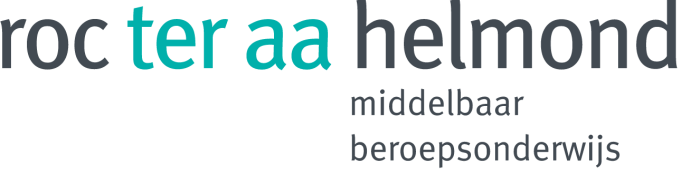 roc ter aa helmond
middelbaar
beroepsonderwijs